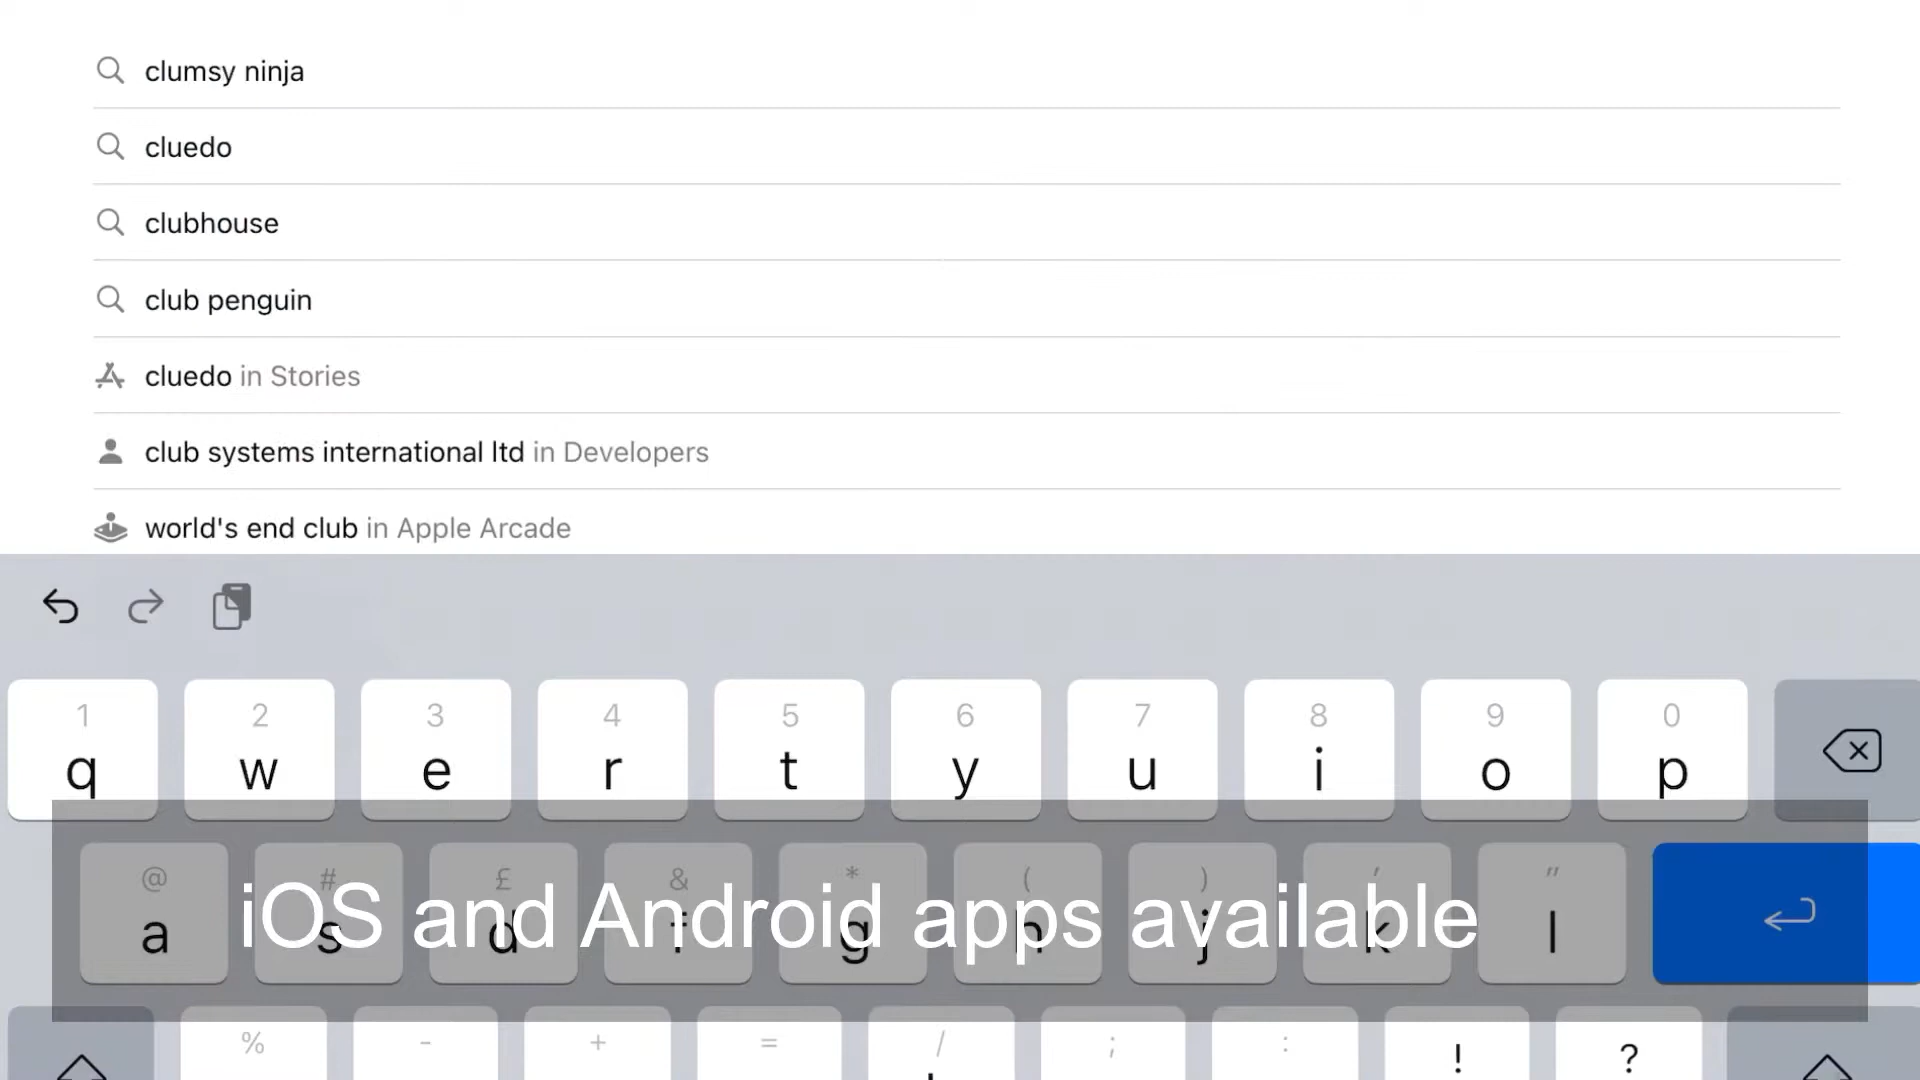 clumsy ninja
cluedo
clubhouse
club penguin
cluedo in Stories
club systems international ltd in Developers
world's end club in Apple Arcade
1 2 3 4 5 6 7 8 9 0
q w e r t y u i o p
@ # £ & * ( ) ' "
a s d f g h j k l
iOS and Android apps available
% - + = / ; : ! ?